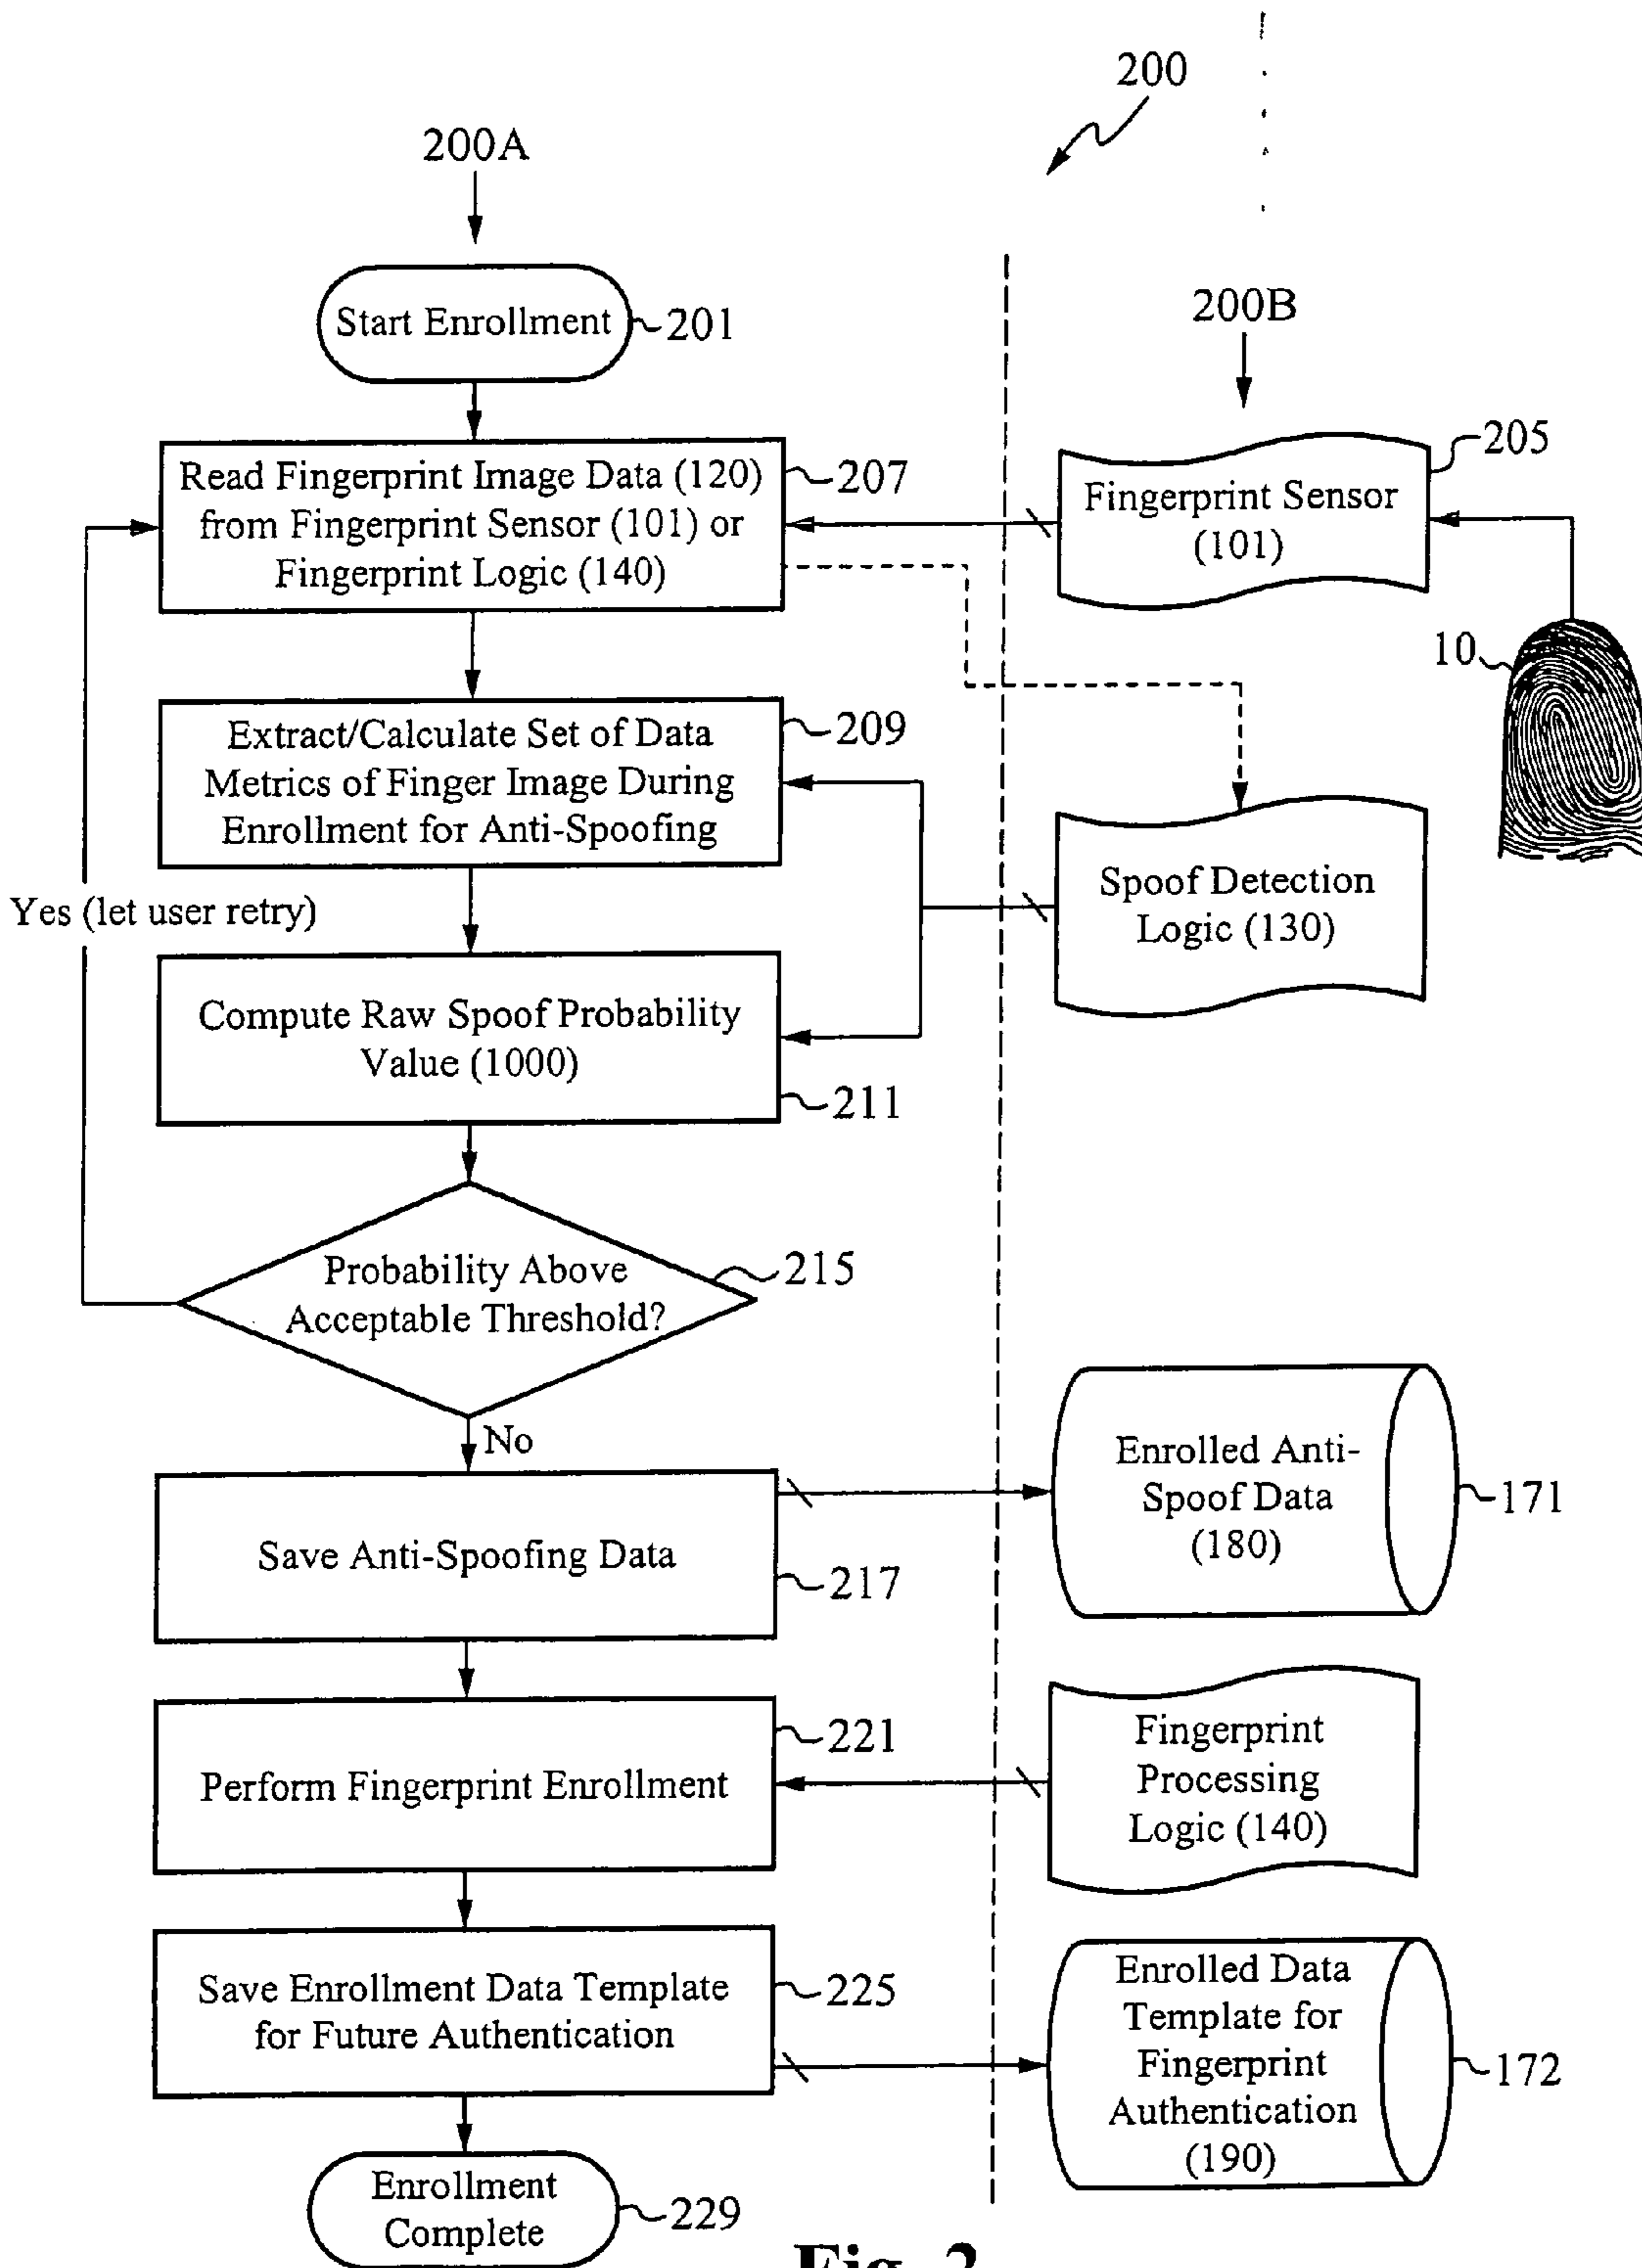 200
200A
Start Enrollment
201
200B
Read Fingerprint Image Data (120)
from Fingerprint Sensor (101) or
Fingerprint Logic (140)
207
Fingerprint Sensor
(101)
205
10
Extract/Calculate Set of Data
Metrics of Finger Image During
Enrollment for Anti-Spoofing
209
Spoof Detection
Logic (130)
Yes (let user retry)
Compute Raw Spoof Probability
Value (1000)
211
Probability Above
Acceptable Threshold?
215
No
Save Anti-Spoofing Data
217
Enrolled Anti-
Spoof Data
(180)
171
Perform Fingerprint Enrollment
221
Fingerprint
Processing
Logic (140)
Save Enrollment Data Template
for Future Authentication
225
Enrolled Data
Template for
Fingerprint
Authentication
(190)
172
Enrollment
Complete
229
Fig. 2